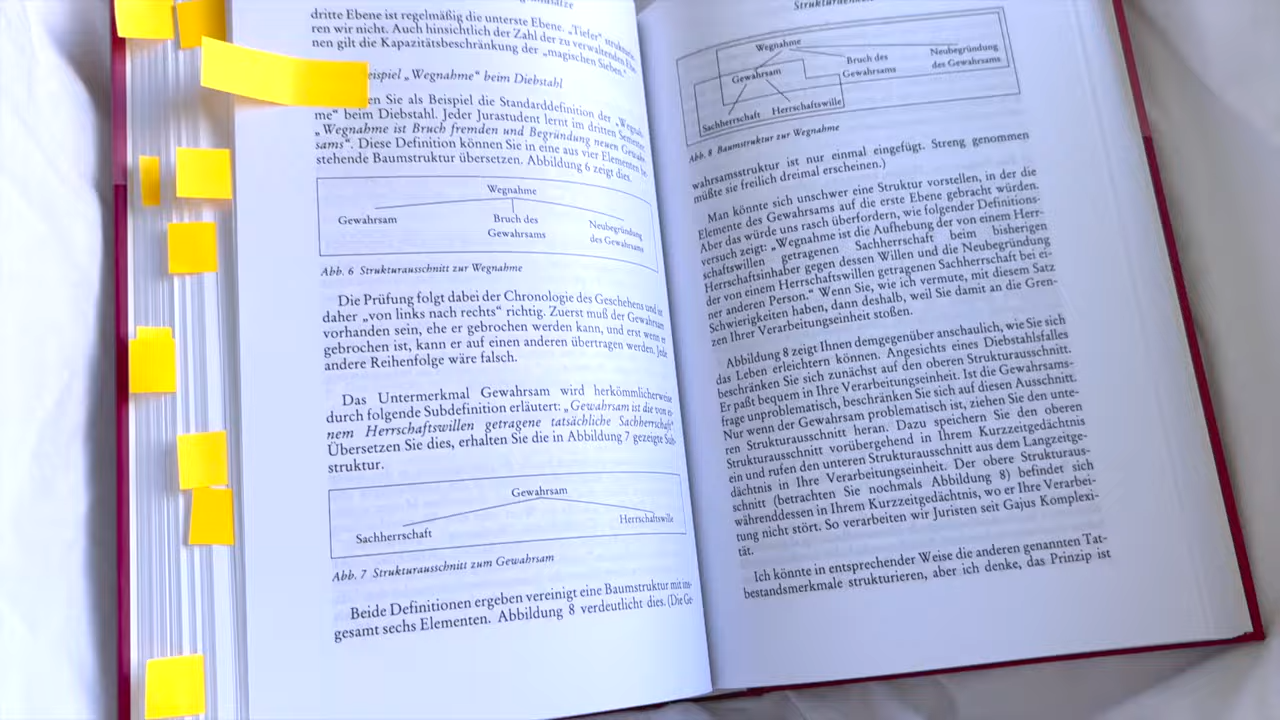 dritte Ebene ist regelmäßig die unterste Ebene. „Tiefer“
ren wir nicht. Auch hinsichtlich der Zahl der zu verwaltenden
nen gilt die Kapazitätsbeschränkung der „magischen Sieben.“
eispiel „Wegnahme“ beim Diebstahl
en Sie als Beispiel die Standarddefinition der „Wegnah-
me“ beim Diebstahl. Jeder Jurastudent lernt im dritten Semester
„Wegnahme ist Bruch fremden und Begründung neuen Gewahr-
sams“. Diese Definition können Sie in eine aus vier Elementen be-
stehende Baumstruktur übersetzen. Abbildung 6 zeigt dies.
Wegnahme
Gewahrsam
Bruch des
Gewahrsams
Neubegründung
des Gewahrsams
Abb. 6 Strukturausschnitt zur Wegnahme
Die Prüfung folgt dabei der Chronologie des Geschehens und ist
daher „von links nach rechts“ richtig. Zuerst muß der Gewahrsam
vorhanden sein, ehe er gebrochen werden kann, und erst wenn er
gebrochen ist, kann er auf einen anderen übertragen werden. Jede
andere Reihenfolge wäre falsch.
Das Untermerkmal Gewahrsam wird herkömmlicherweise
durch folgende Subdefinition erläutert: „Gewahrsam ist die von ei-
nem Herrschaftswillen getragene tatsächliche Sachherrschaft“
Übersetzen Sie dies, erhalten Sie die in Abbildung 7 gezeigte Sub-
struktur.
Gewahrsam
Sachherrschaft
Herrschaftswille
Abb. 7 Strukturausschnitt zum Gewahrsam
Beide Definitionen ergeben vereinigt eine Baumstruktur mit ins-
gesamt sechs Elementen. Abbildung 8 verdeutlicht dies. (Die Ge-
Wegnahme
Gewahrsam
Bruch des
Gewahrsams
Neubegründung
des Gewahrsams
Sachherrschaft
Herrschaftswille
Abb. 8 Baumstruktur zur Wegnahme
wahrsamsstruktur ist nur einmal eingefügt. Streng genommen
müßte sie freilich dreimal erscheinen.)
Man könnte sich unschwer eine Struktur vorstellen, in der die
Elemente des Gewahrsams auf die erste Ebene gebracht würden.
Aber das würde uns rasch überfordern, wie folgender Definitions-
versuch zeigt: „Wegnahme ist die Aufhebung der von einem Herr-
schaftswillen getragenen Sachherrschaft beim bisherigen
Herrschaftsinhaber gegen dessen Willen und die Neubegründung
der von einem Herrschaftswillen getragenen Sachherrschaft bei ei-
ner anderen Person.“ Wenn Sie, wie ich vermute, mit diesem Satz
Schwierigkeiten haben, dann deshalb, weil Sie damit an die Gren-
zen Ihrer Verarbeitungseinheit stoßen.
Abbildung 8 zeigt Ihnen demgegenüber anschaulich, wie Sie sich
das Leben erleichtern können. Angesichts eines Diebstahlsfalles
beschränken Sie sich zunächst auf den oberen Strukturausschnitt.
Er paßt bequem in Ihre Verarbeitungseinheit. Ist die Gewahrsams-
frage unproblematisch, beschränken Sie sich auf diesen Ausschnitt.
Nur wenn der Gewahrsam problematisch ist, ziehen Sie den unte-
ren Strukturausschnitt heran. Dazu speichern Sie den oberen
Strukturausschnitt vorübergehend in Ihrem Kurzzeitgedächtnis
ein und rufen den unteren Strukturausschnitt aus dem Langzeitge-
dächtnis in Ihre Verarbeitungseinheit. Der obere Strukturaus-
schnitt (betrachten Sie nochmals Abbildung 8) befindet sich
währenddessen in Ihrem Kurzzeitgedächtnis, wo er Ihre Verarbei-
tung nicht stört. So verarbeiten wir Juristen seit Gajus Komplexi-
tät.
Ich könnte in entsprechender Weise die anderen genannten Tat-
bestandsmerkmale strukturieren, aber ich denke, das Prinzip ist